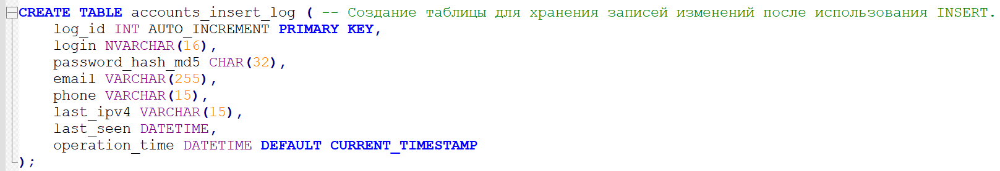 CREATE TABLE accounts_insert_log ( -- Создание таблицы для хранения записей изменений после использования INSERT.
log_id INT AUTO_INCREMENT PRIMARY KEY,
login NVARCHAR(16),
password_hash_md5 CHAR(32),
email VARCHAR(255),
phone VARCHAR(15),
last_ipv4 VARCHAR(15),
last_seen DATETIME,
operation_time DATETIME DEFAULT CURRENT_TIMESTAMP
);